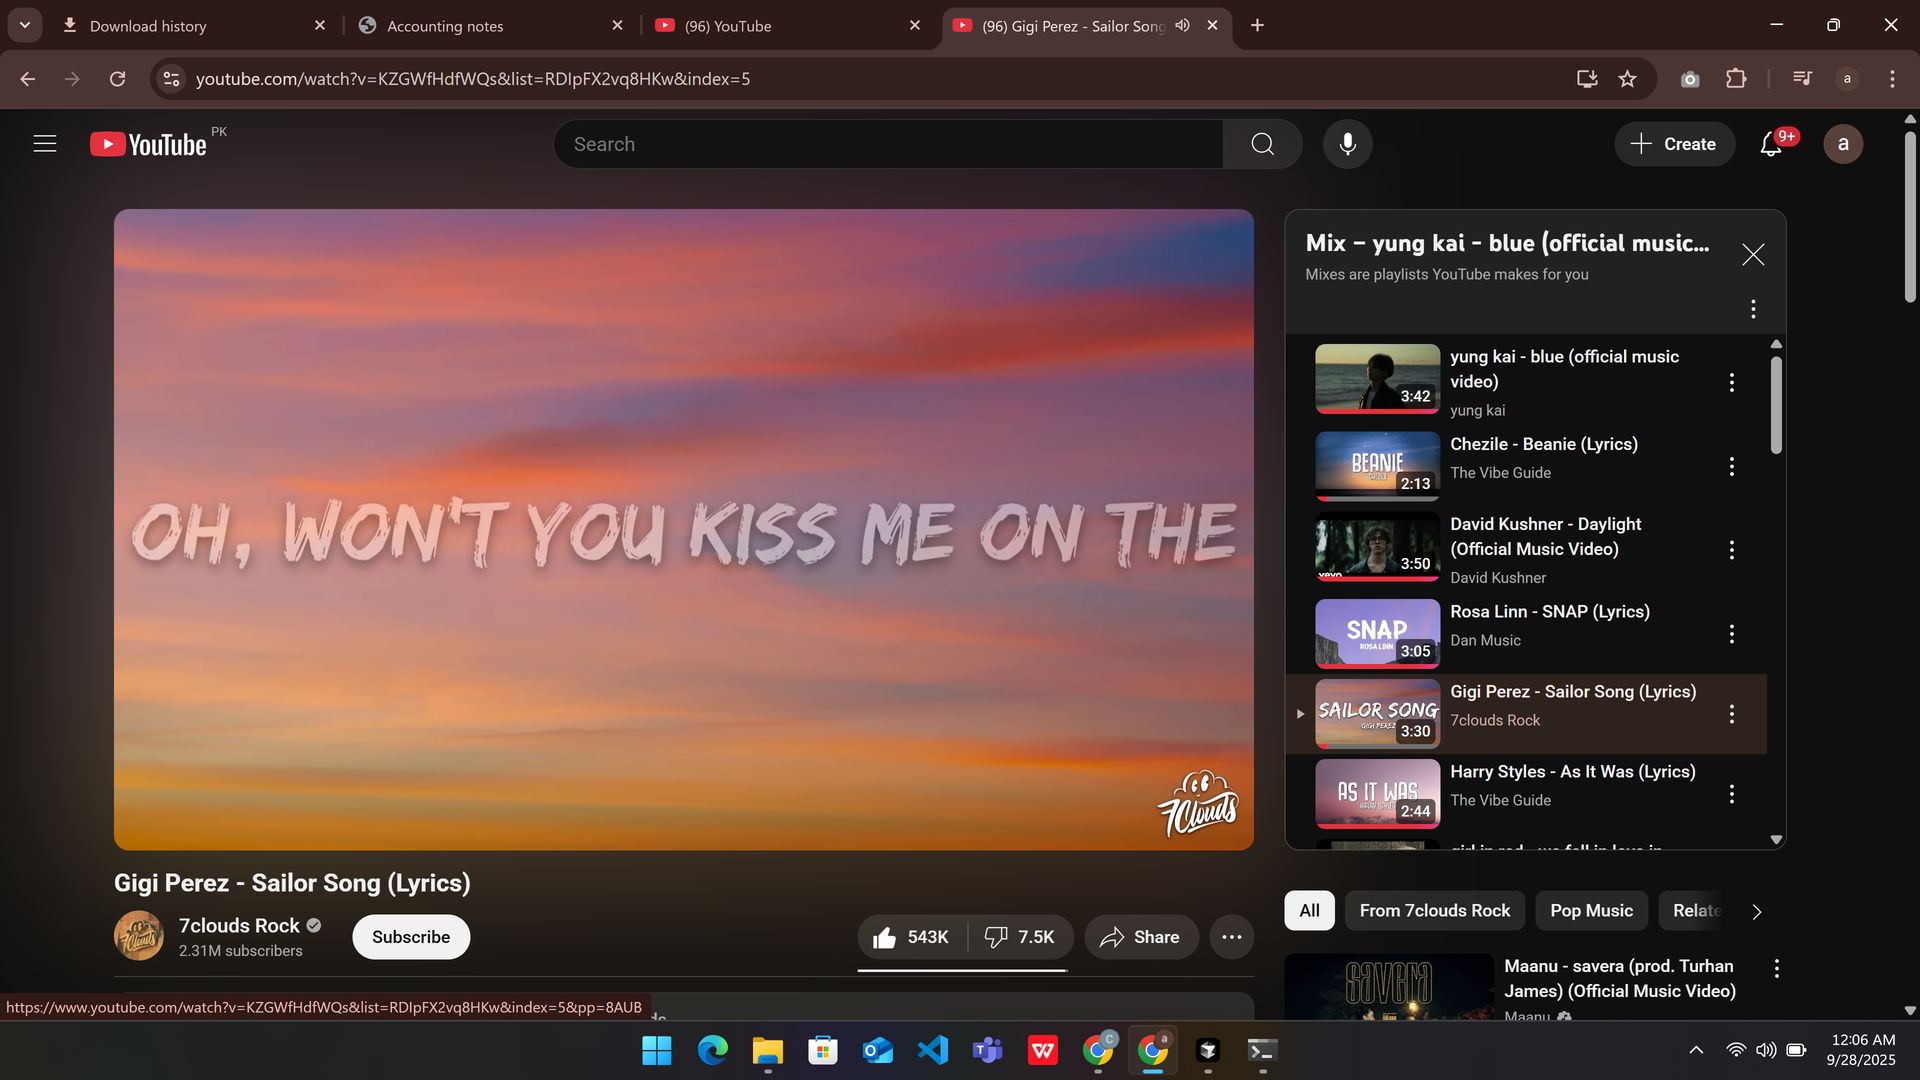 Download history
Accounting notes
(96) YouTube
(96) Gigi Perez - Sailor Song
youtube.com/watch?v=KZGWfHdfWQs&list=RDIpFX2vq8HKw&index=5
a
YouTube PK
Search
Create
9+
a
OH, WON'T YOU KISS ME ON THE
7Clouds
Mix – yung kai - blue (official music...
Mixes are playlists YouTube makes for you
3:42
yung kai - blue (official music
video)
yung kai
BEANIE
CHEZILE
2:13
Chezile - Beanie (Lyrics)
The Vibe Guide
vevo
3:50
David Kushner - Daylight
(Official Music Video)
David Kushner
SNAP
ROSA LINN
3:05
Rosa Linn - SNAP (Lyrics)
Dan Music
SAILOR SONG
GIGI PEREZ
3:30
Gigi Perez - Sailor Song (Lyrics)
7clouds Rock
AS IT WAS
HARRY STYLES
2:44
Harry Styles - As It Was (Lyrics)
The Vibe Guide
Gigi Perez - Sailor Song (Lyrics)
7Clouds
7clouds Rock
2.31M subscribers
Subscribe
543K
7.5K
Share
All
From 7clouds Rock
Pop Music
Relate
savera
Maanu - savera (prod. Turhan
James) (Official Music Video)
Maanu
https://www.youtube.com/watch?v=KZGWfHdfWQs&list=RDIpFX2vq8HKw&index=5&pp=8AUB
C
a
12:06 AM
9/28/2025